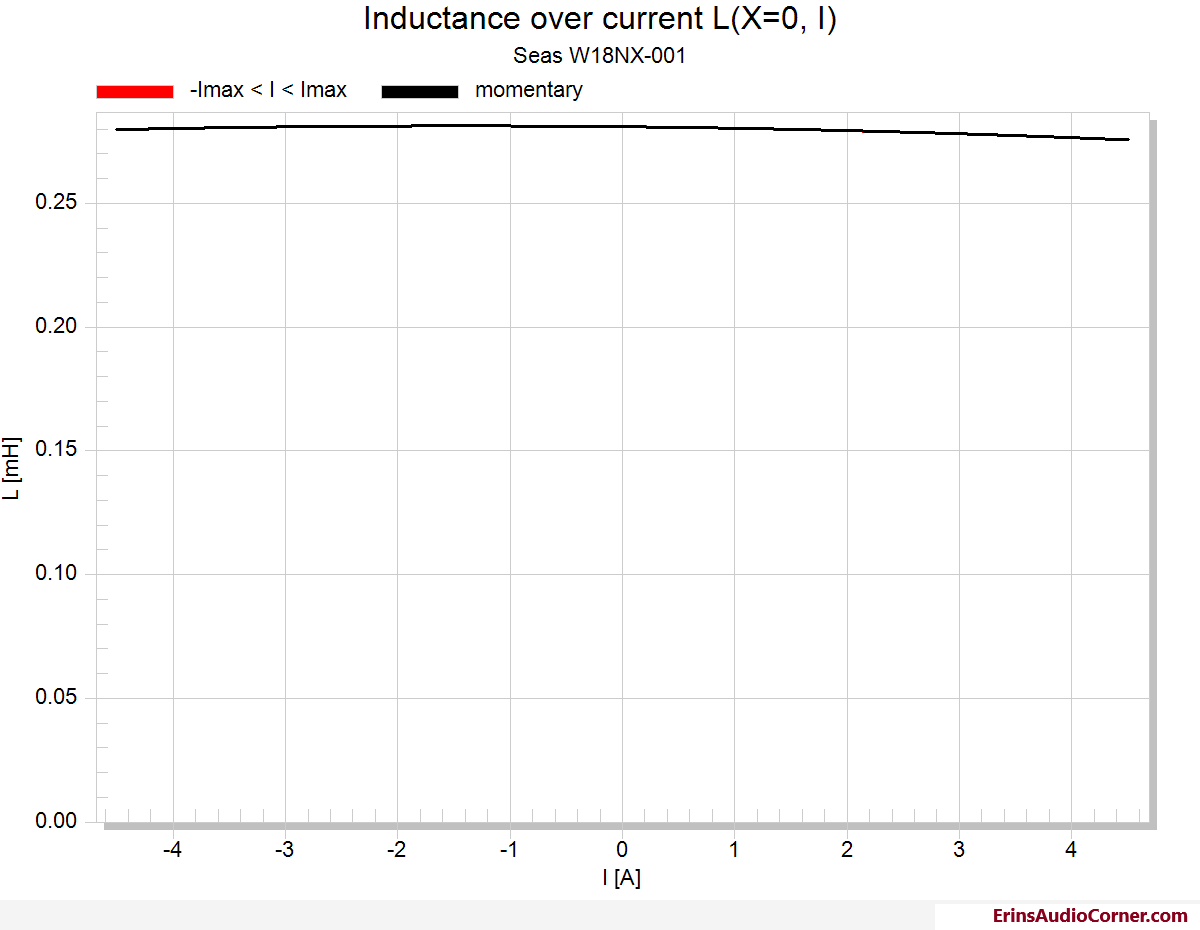 Inductance over current L(X=0, I)
Seas W18NX-001
-Imax < I < Imax momentary
0.25
0.20
0.15
0.10
0.05
0.00
L [mH]
-4 -3 -2 -1 0 1 2 3 4
I [A]
ErinsAudioCorner.com